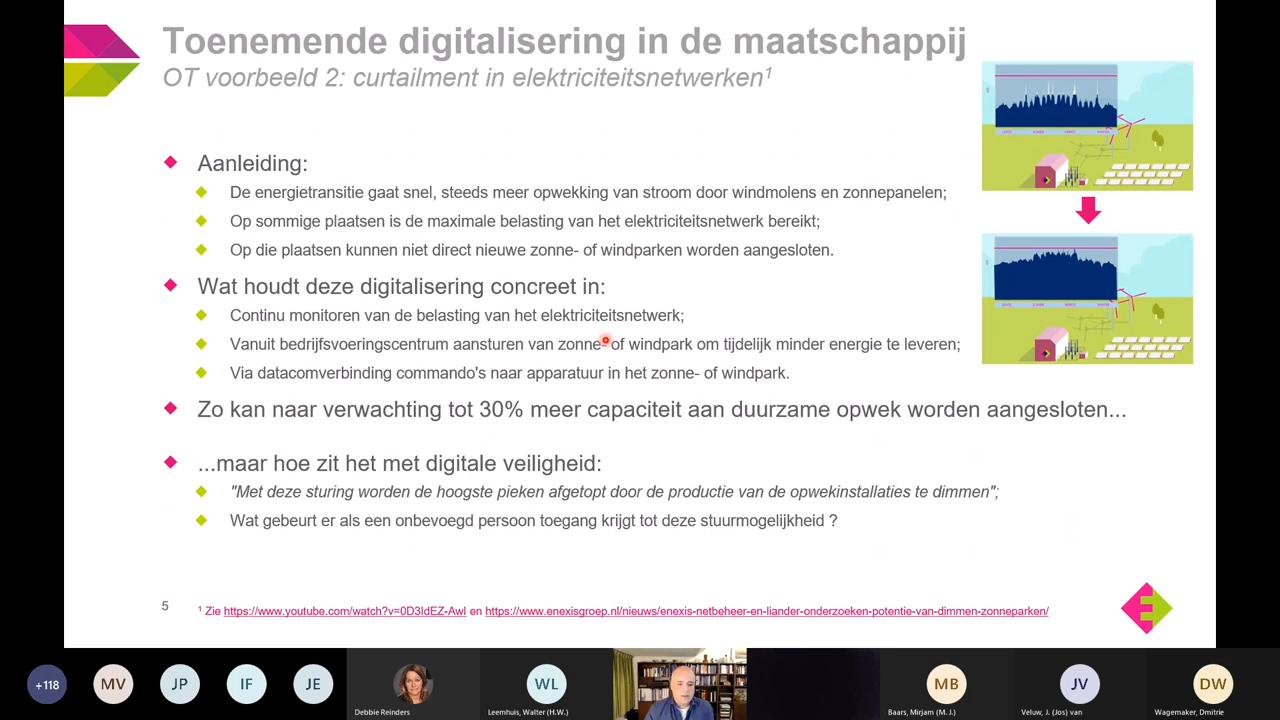 Toenemende digitalisering in de maatschappij
OT voorbeeld 2: curtailment in elektriciteitsnetwerken¹
Aanleiding:
De energietransitie gaat snel, steeds meer opwekking van stroom door windmolens en zonnepanelen;
Op sommige plaatsen is de maximale belasting van het elektriciteitsnetwerk bereikt;
Op die plaatsen kunnen niet direct nieuwe zonne- of windparken worden aangesloten.
Wat houdt deze digitalisering concreet in:
Continu monitoren van de belasting van het elektriciteitsnetwerk;
Vanuit bedrijfsvoeringscentrum aansturen van zonne- of windpark om tijdelijk minder energie te leveren;
Via datacomverbinding commando's naar apparatuur in het zonne- of windpark.
Zo kan naar verwachting tot 30% meer capaciteit aan duurzame opwek worden aangesloten...
...maar hoe zit het met digitale veiligheid:
"Met deze sturing worden de hoogste pieken afgetopt door de productie van de opwekinstallaties te dimmen";
Wat gebeurt er als een onbevoegd persoon toegang krijgt tot deze stuurmogelijkheid ?
5
¹ Zie https://www.youtube.com/watch?v=0D3IdEZ-AwI en https://www.enexisgroep.nl/nieuws/enexis-netbeheer-en-liander-onderzoeken-potentie-van-dimmen-zonneparken/
+118
MV
JP
IF
JE
Debbie Reinders
WL
Leemhuis, Walter (H.W.)
MB
Baars, Mirjam (M. J.)
JV
Veluw, J. (Jos) van
DW
Wagemaker, Dmitrie